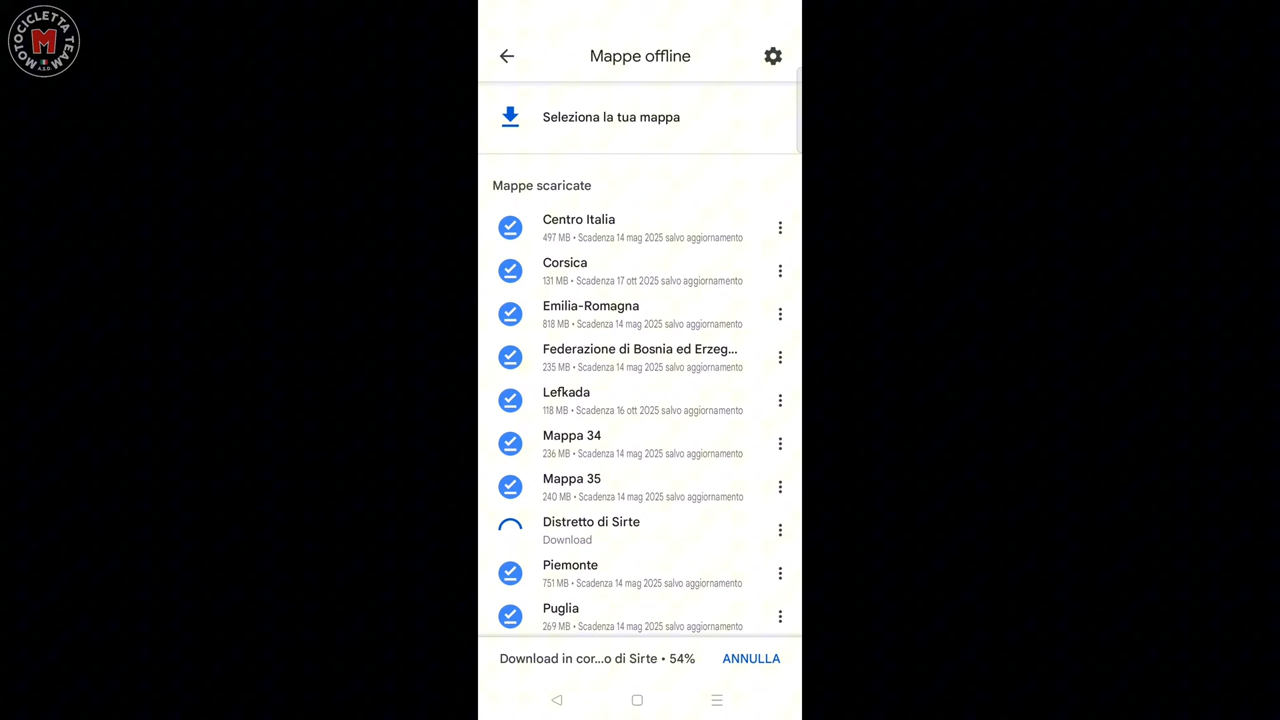 MOTOCICLETTA TEAM
M
A.S.D.
Mappe offline
Seleziona la tua mappa
Mappe scaricate
Centro Italia
497 MB • Scadenza 14 mag 2025 salvo aggiornamento
Corsica
131 MB • Scadenza 17 ott 2025 salvo aggiornamento
Emilia-Romagna
818 MB • Scadenza 14 mag 2025 salvo aggiornamento
Federazione di Bosnia ed Erzeg...
235 MB • Scadenza 14 mag 2025 salvo aggiornamento
Lefkada
118 MB • Scadenza 16 ott 2025 salvo aggiornamento
Mappa 34
236 MB • Scadenza 14 mag 2025 salvo aggiornamento
Mappa 35
240 MB • Scadenza 14 mag 2025 salvo aggiornamento
Distretto di Sirte
Download
Piemonte
751 MB • Scadenza 14 mag 2025 salvo aggiornamento
Puglia
269 MB • Scadenza 14 mag 2025 salvo aggiornamento
Download in cor...o di Sirte • 54%
ANNULLA